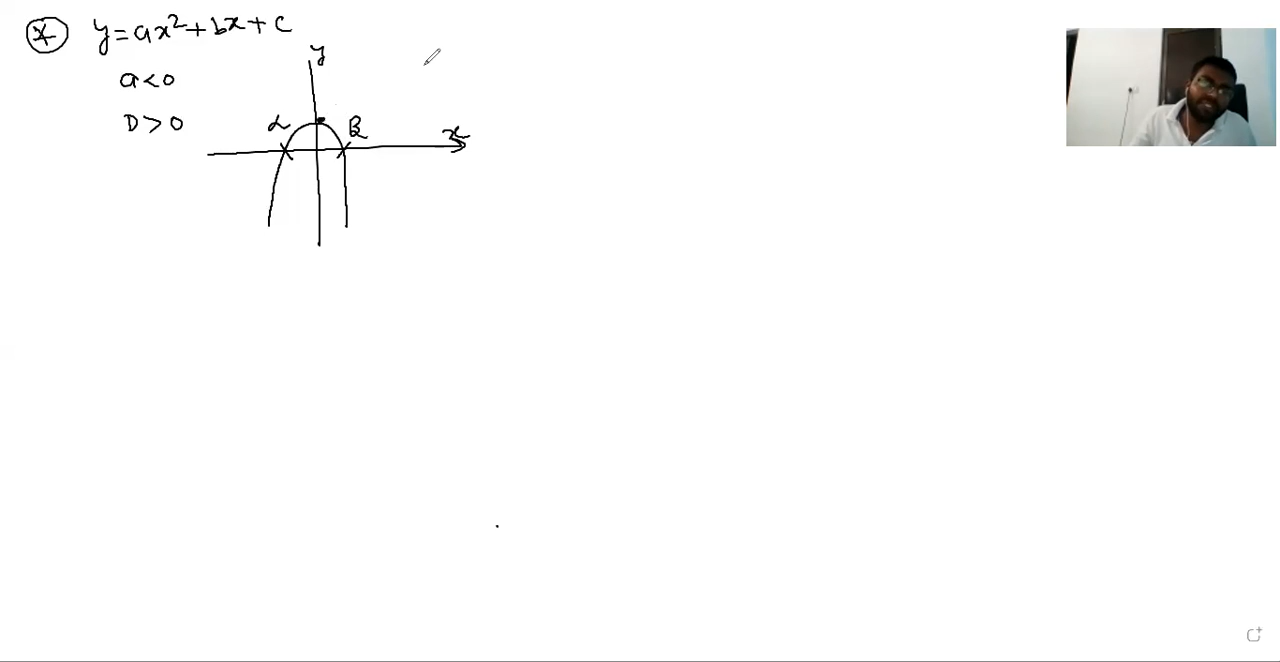 * y=ax²+bx+c
a<0
D>0
y
α β
x